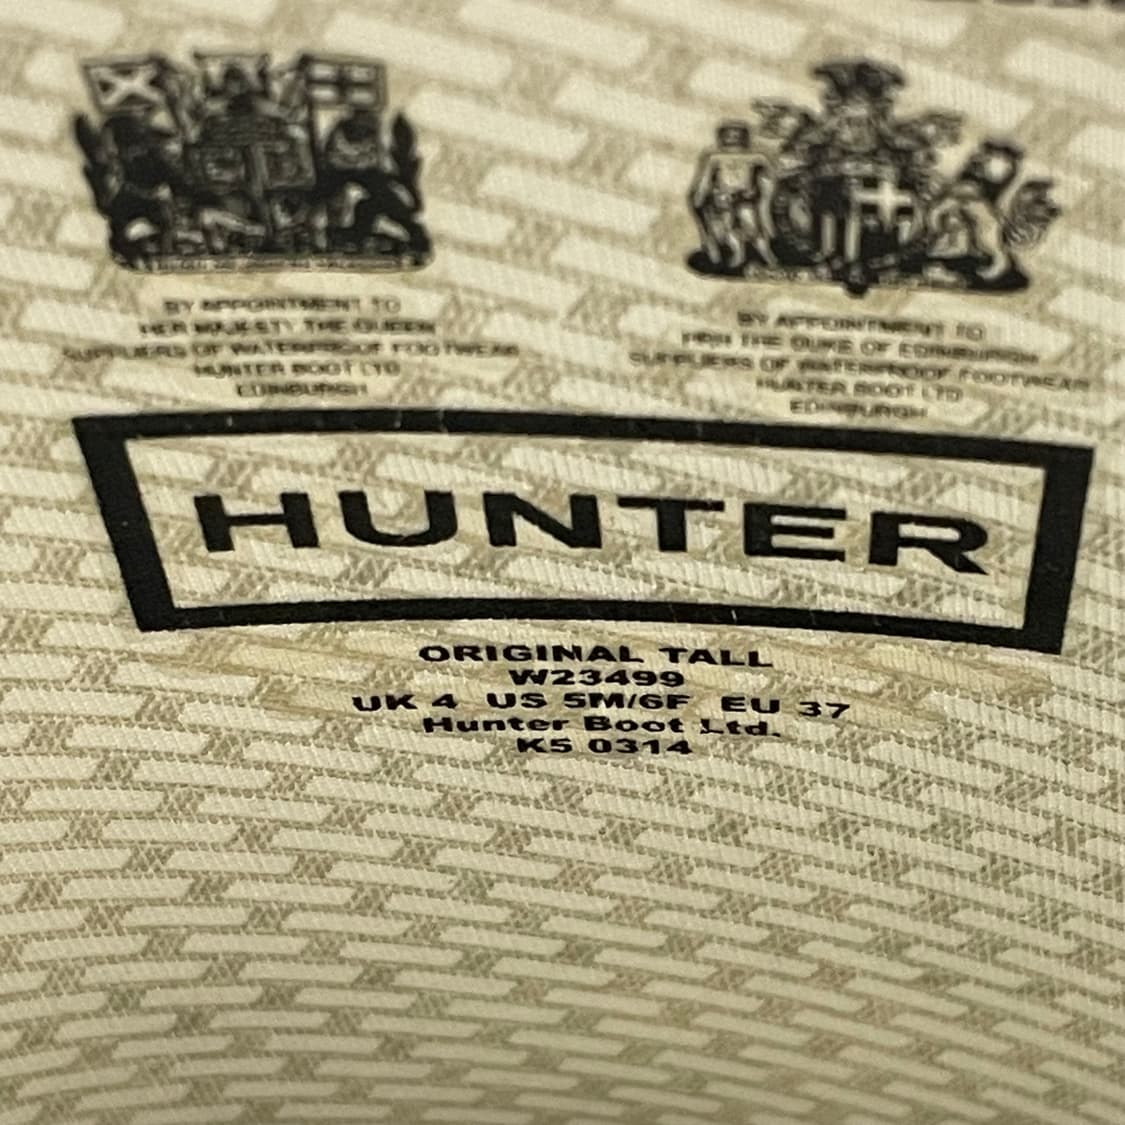 BY APPOINTMENT TO
HER MAJESTY THE QUEEN
SUPPLIERS OF WATERPROOF FOOTWEAR
HUNTER BOOT LTD
EDINBURGH
BY APPOINTMENT TO
HRH THE DUKE OF EDINBURGH
SUPPLIERS OF WATERPROOF FOOTWEAR
HUNTER BOOT LTD
EDINBURGH
HUNTER
ORIGINAL TALL
W23499
UK 4 US 5M/6F EU 37
Hunter Boot Ltd.
K5 0314